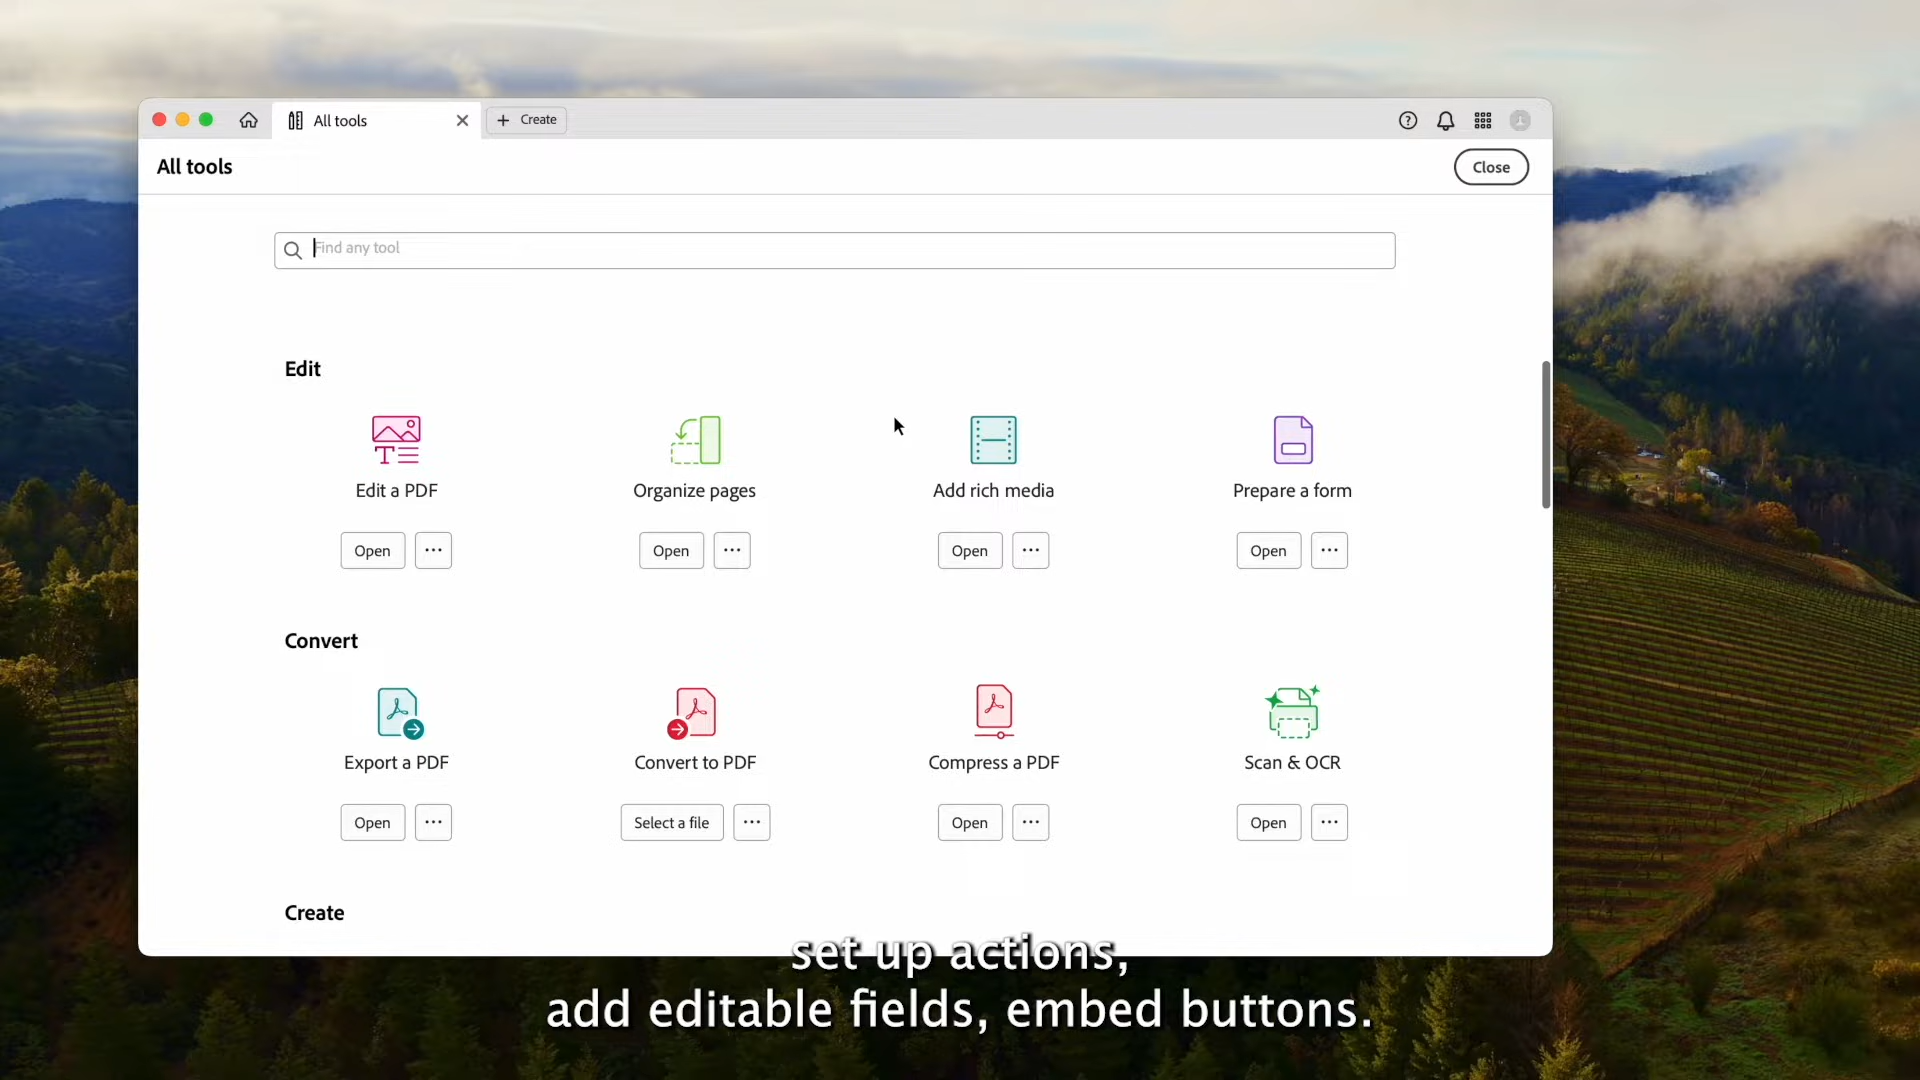 All tools
Create
All tools
Close
Find any tool
Edit
Edit a PDF
Organize pages
Add rich media
Prepare a form
Open
Open
Open
Open
Convert
Export a PDF
Convert to PDF
Compress a PDF
Scan & OCR
Open
Select a file
Open
Open
Create
set up actions,
add editable fields, embed buttons.